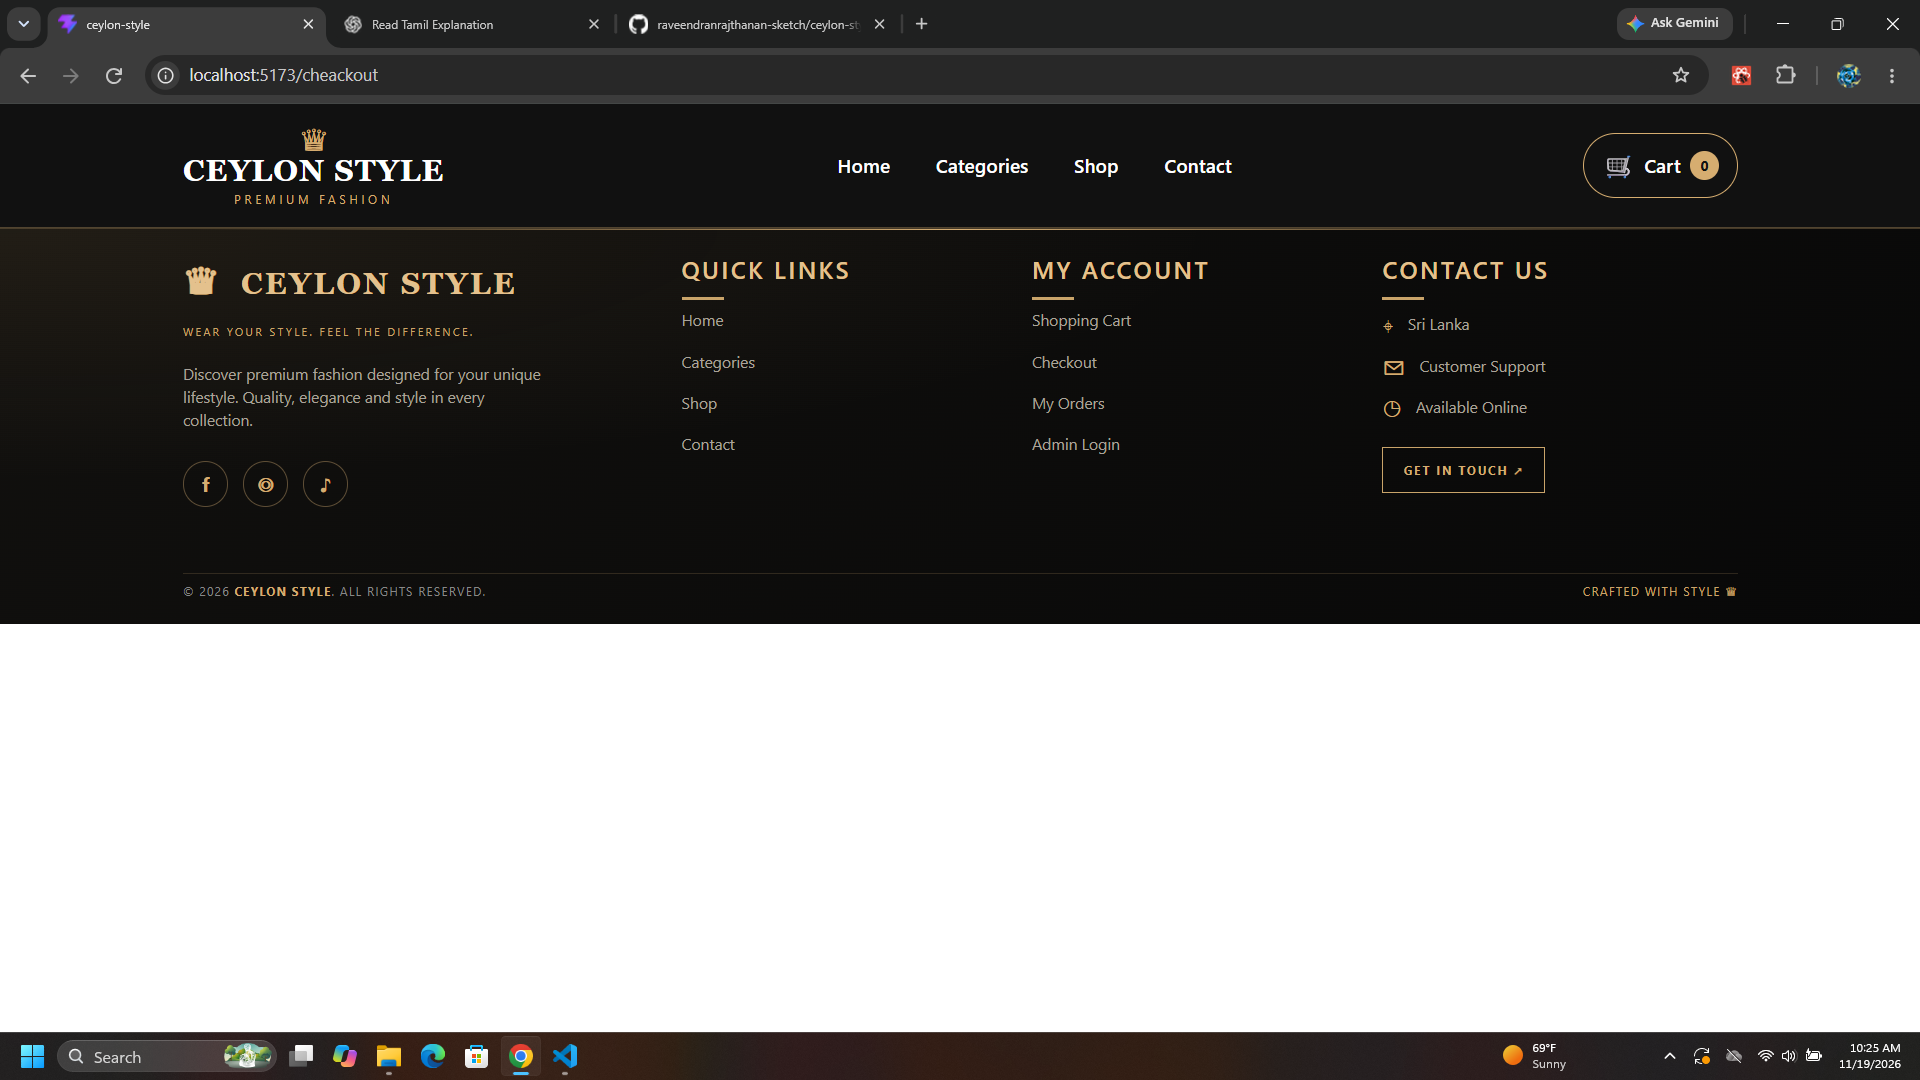 ceylon-style
Read Tamil Explanation
raveendranrajthanan-sketch/ceylon-st
Ask Gemini
localhost:5173/cheackout
CEYLON STYLE
PREMIUM FASHION
Home
Categories
Shop
Contact
Cart 0
CEYLON STYLE
WEAR YOUR STYLE. FEEL THE DIFFERENCE.
Discover premium fashion designed for your unique
lifestyle. Quality, elegance and style in every
collection.
f
QUICK LINKS
Home
Categories
Shop
Contact
MY ACCOUNT
Shopping Cart
Checkout
My Orders
Admin Login
CONTACT US
Sri Lanka
Customer Support
Available Online
GET IN TOUCH ↗
© 2026 CEYLON STYLE. ALL RIGHTS RESERVED.
CRAFTED WITH STYLE ♛
Search
69°F
Sunny
10:25 AM
11/19/2026